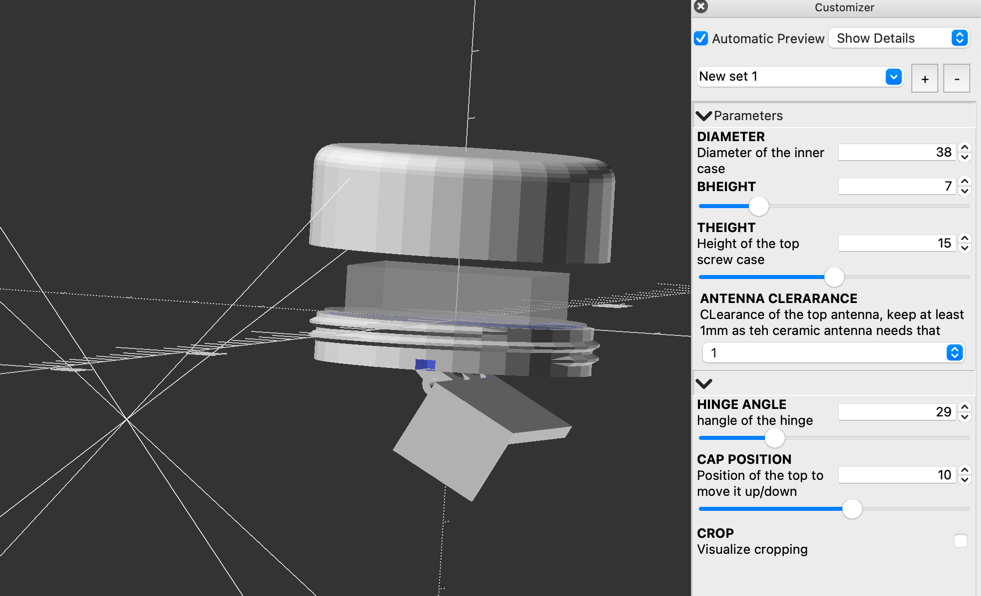 Customizer
Automatic Preview Show Details
New set 1 + -
Parameters
DIAMETER
Diameter of the inner case 38
BHEIGHT 7
THEIGHT
Height of the top screw case 15
ANTENNA CLERARANCE
CLearance of the top antenna, keep at least
1mm as teh ceramic antenna needs that
1
HINGE ANGLE
hangle of the hinge 29
CAP POSITION
Position of the top to move it up/down 10
CROP
Visualize cropping